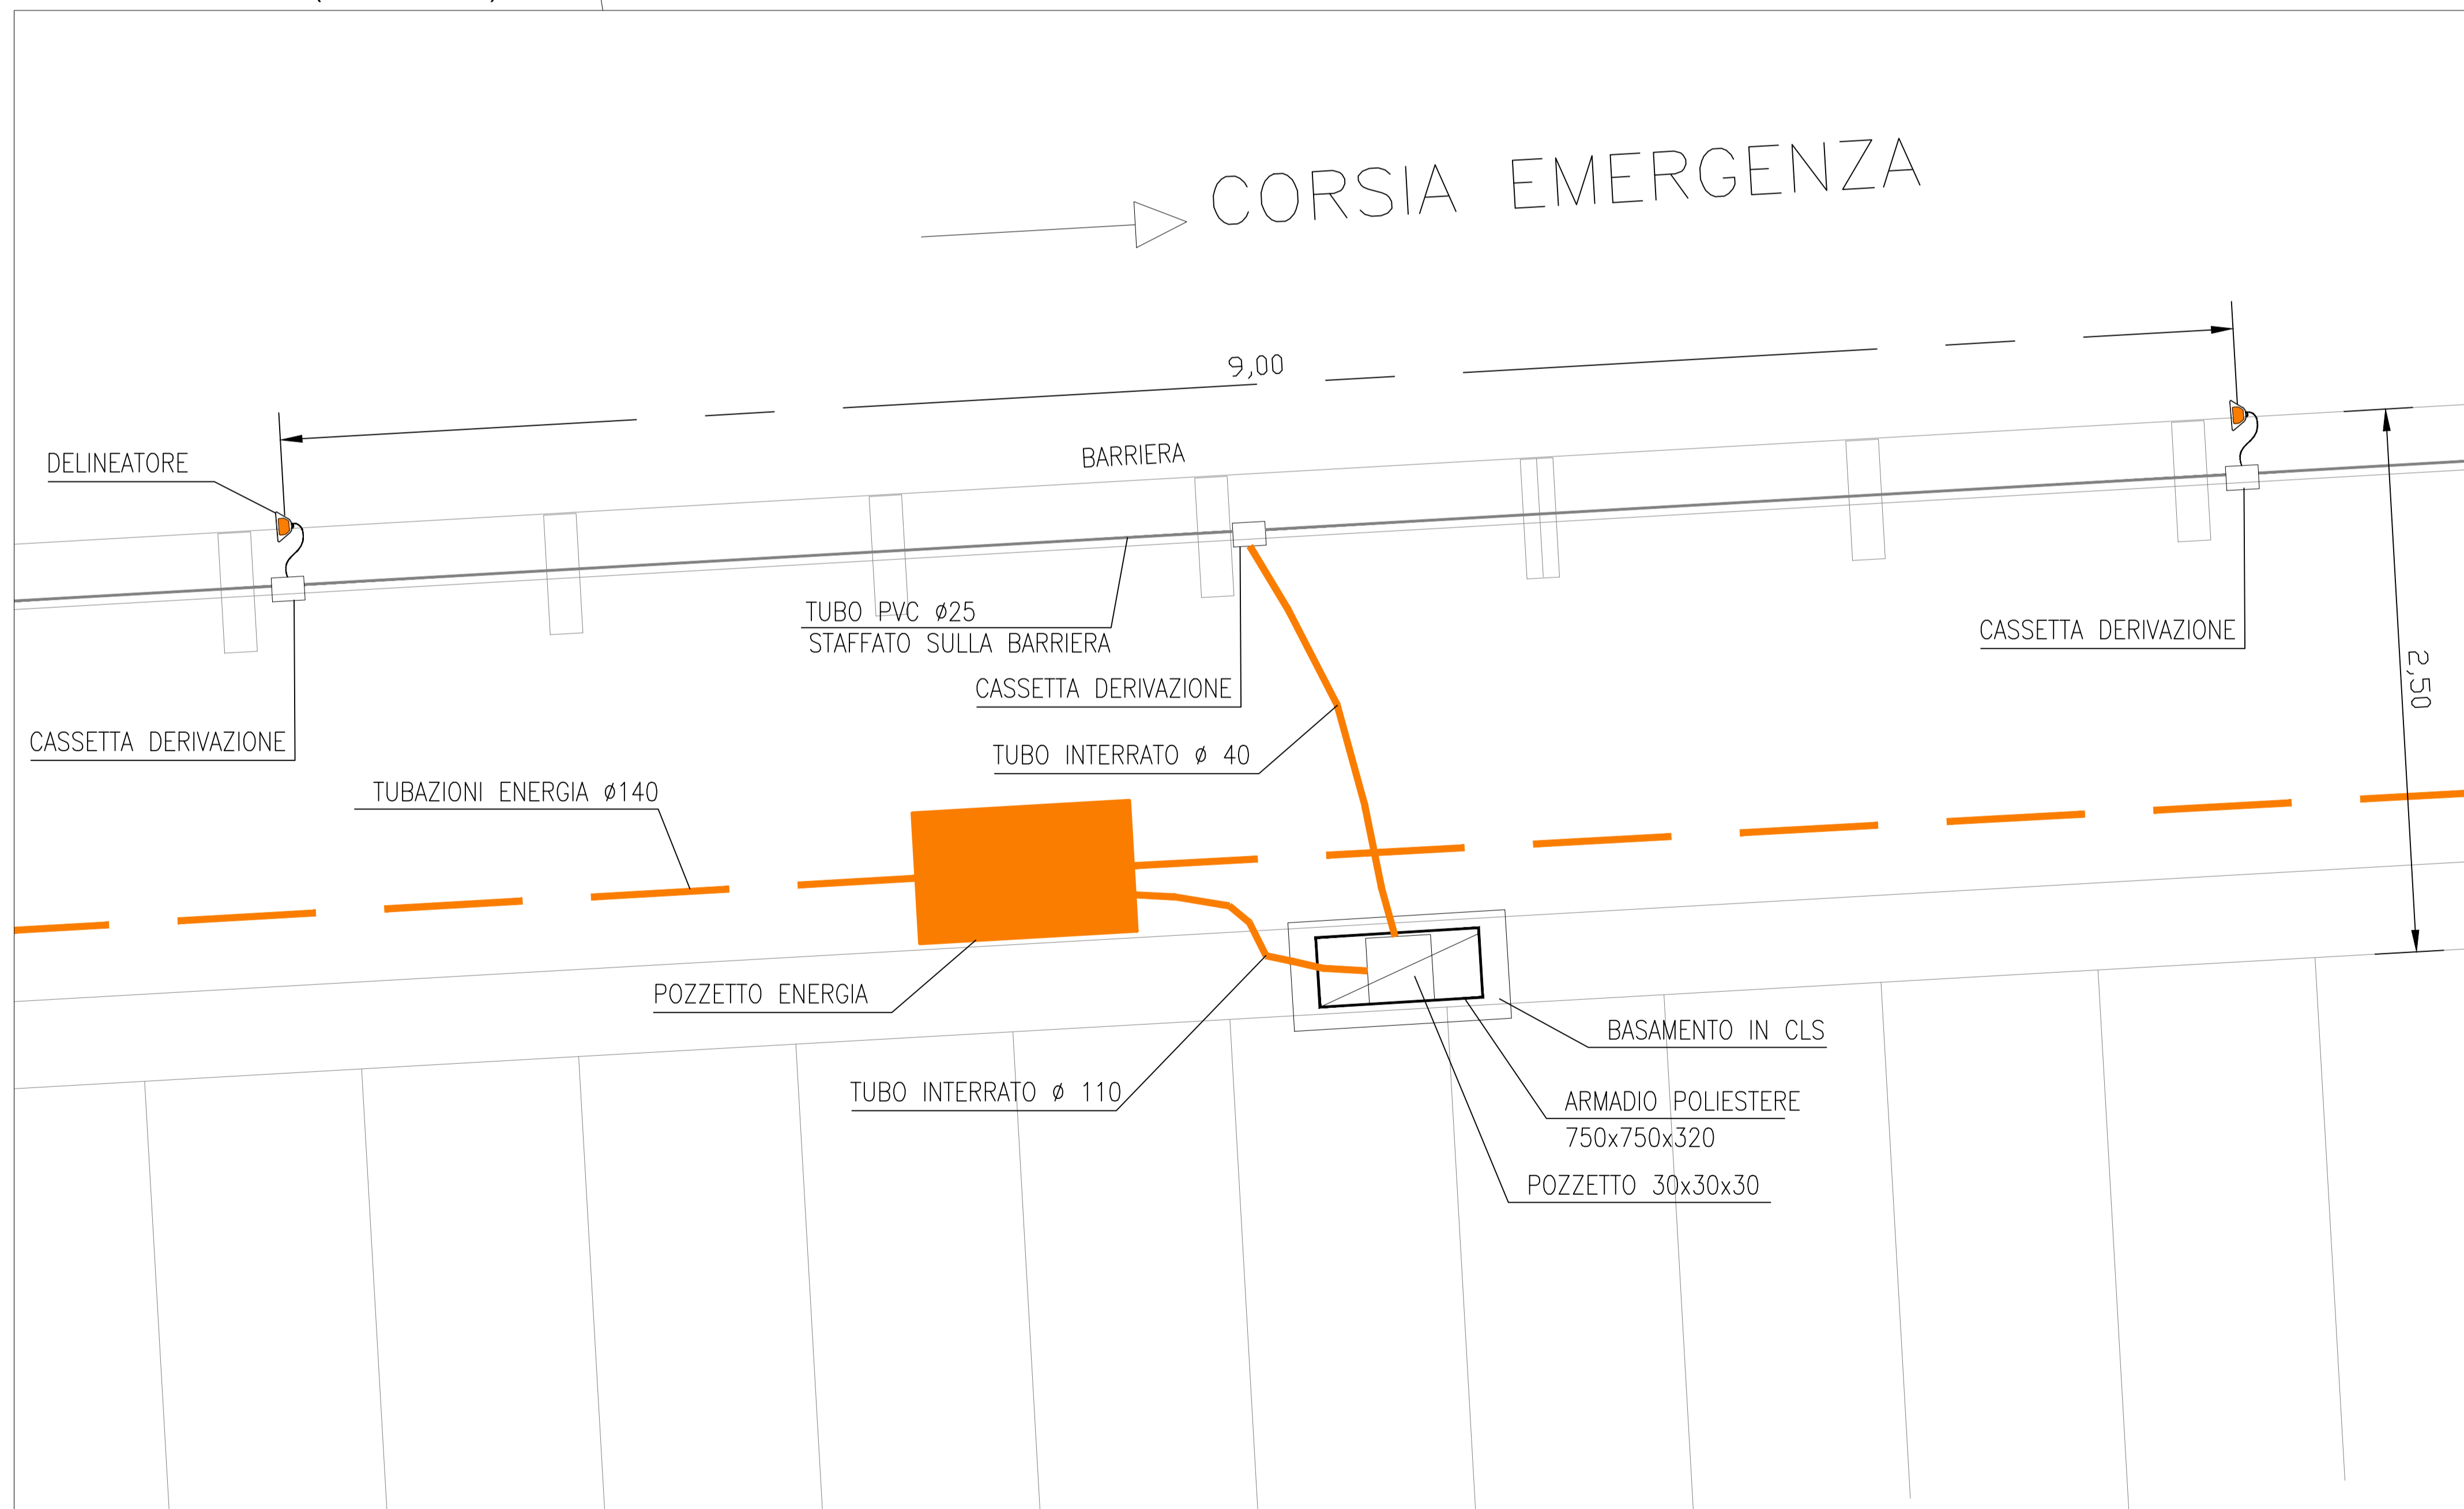 CORSIA EMERGENZA
9,00
BARRIERA
DELINEATORE
TUBO PVC ø25
STAFFATO SULLA BARRIERA
CASSETTA DERIVAZIONE
2,50
CASSETTA DERIVAZIONE
CASSETTA DERIVAZIONE
TUBO INTERRATO ø 40
TUBAZIONI ENERGIA ø140
POZZETTO ENERGIA
BASAMENTO IN CLS
TUBO INTERRATO ø 110
ARMADIO POLIESTERE
750x750x320
POZZETTO 30x30x30